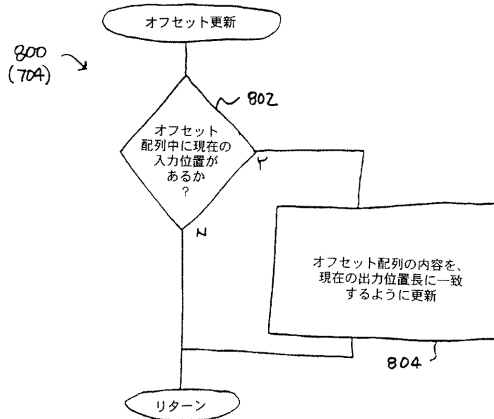 オフセット更新
800
(704)
802
オフセット
配列中に現在の
入力位置が
あるか
?
Y
N
オフセット配列の内容を、
現在の出力位置長に一致
するように更新
804
リターン